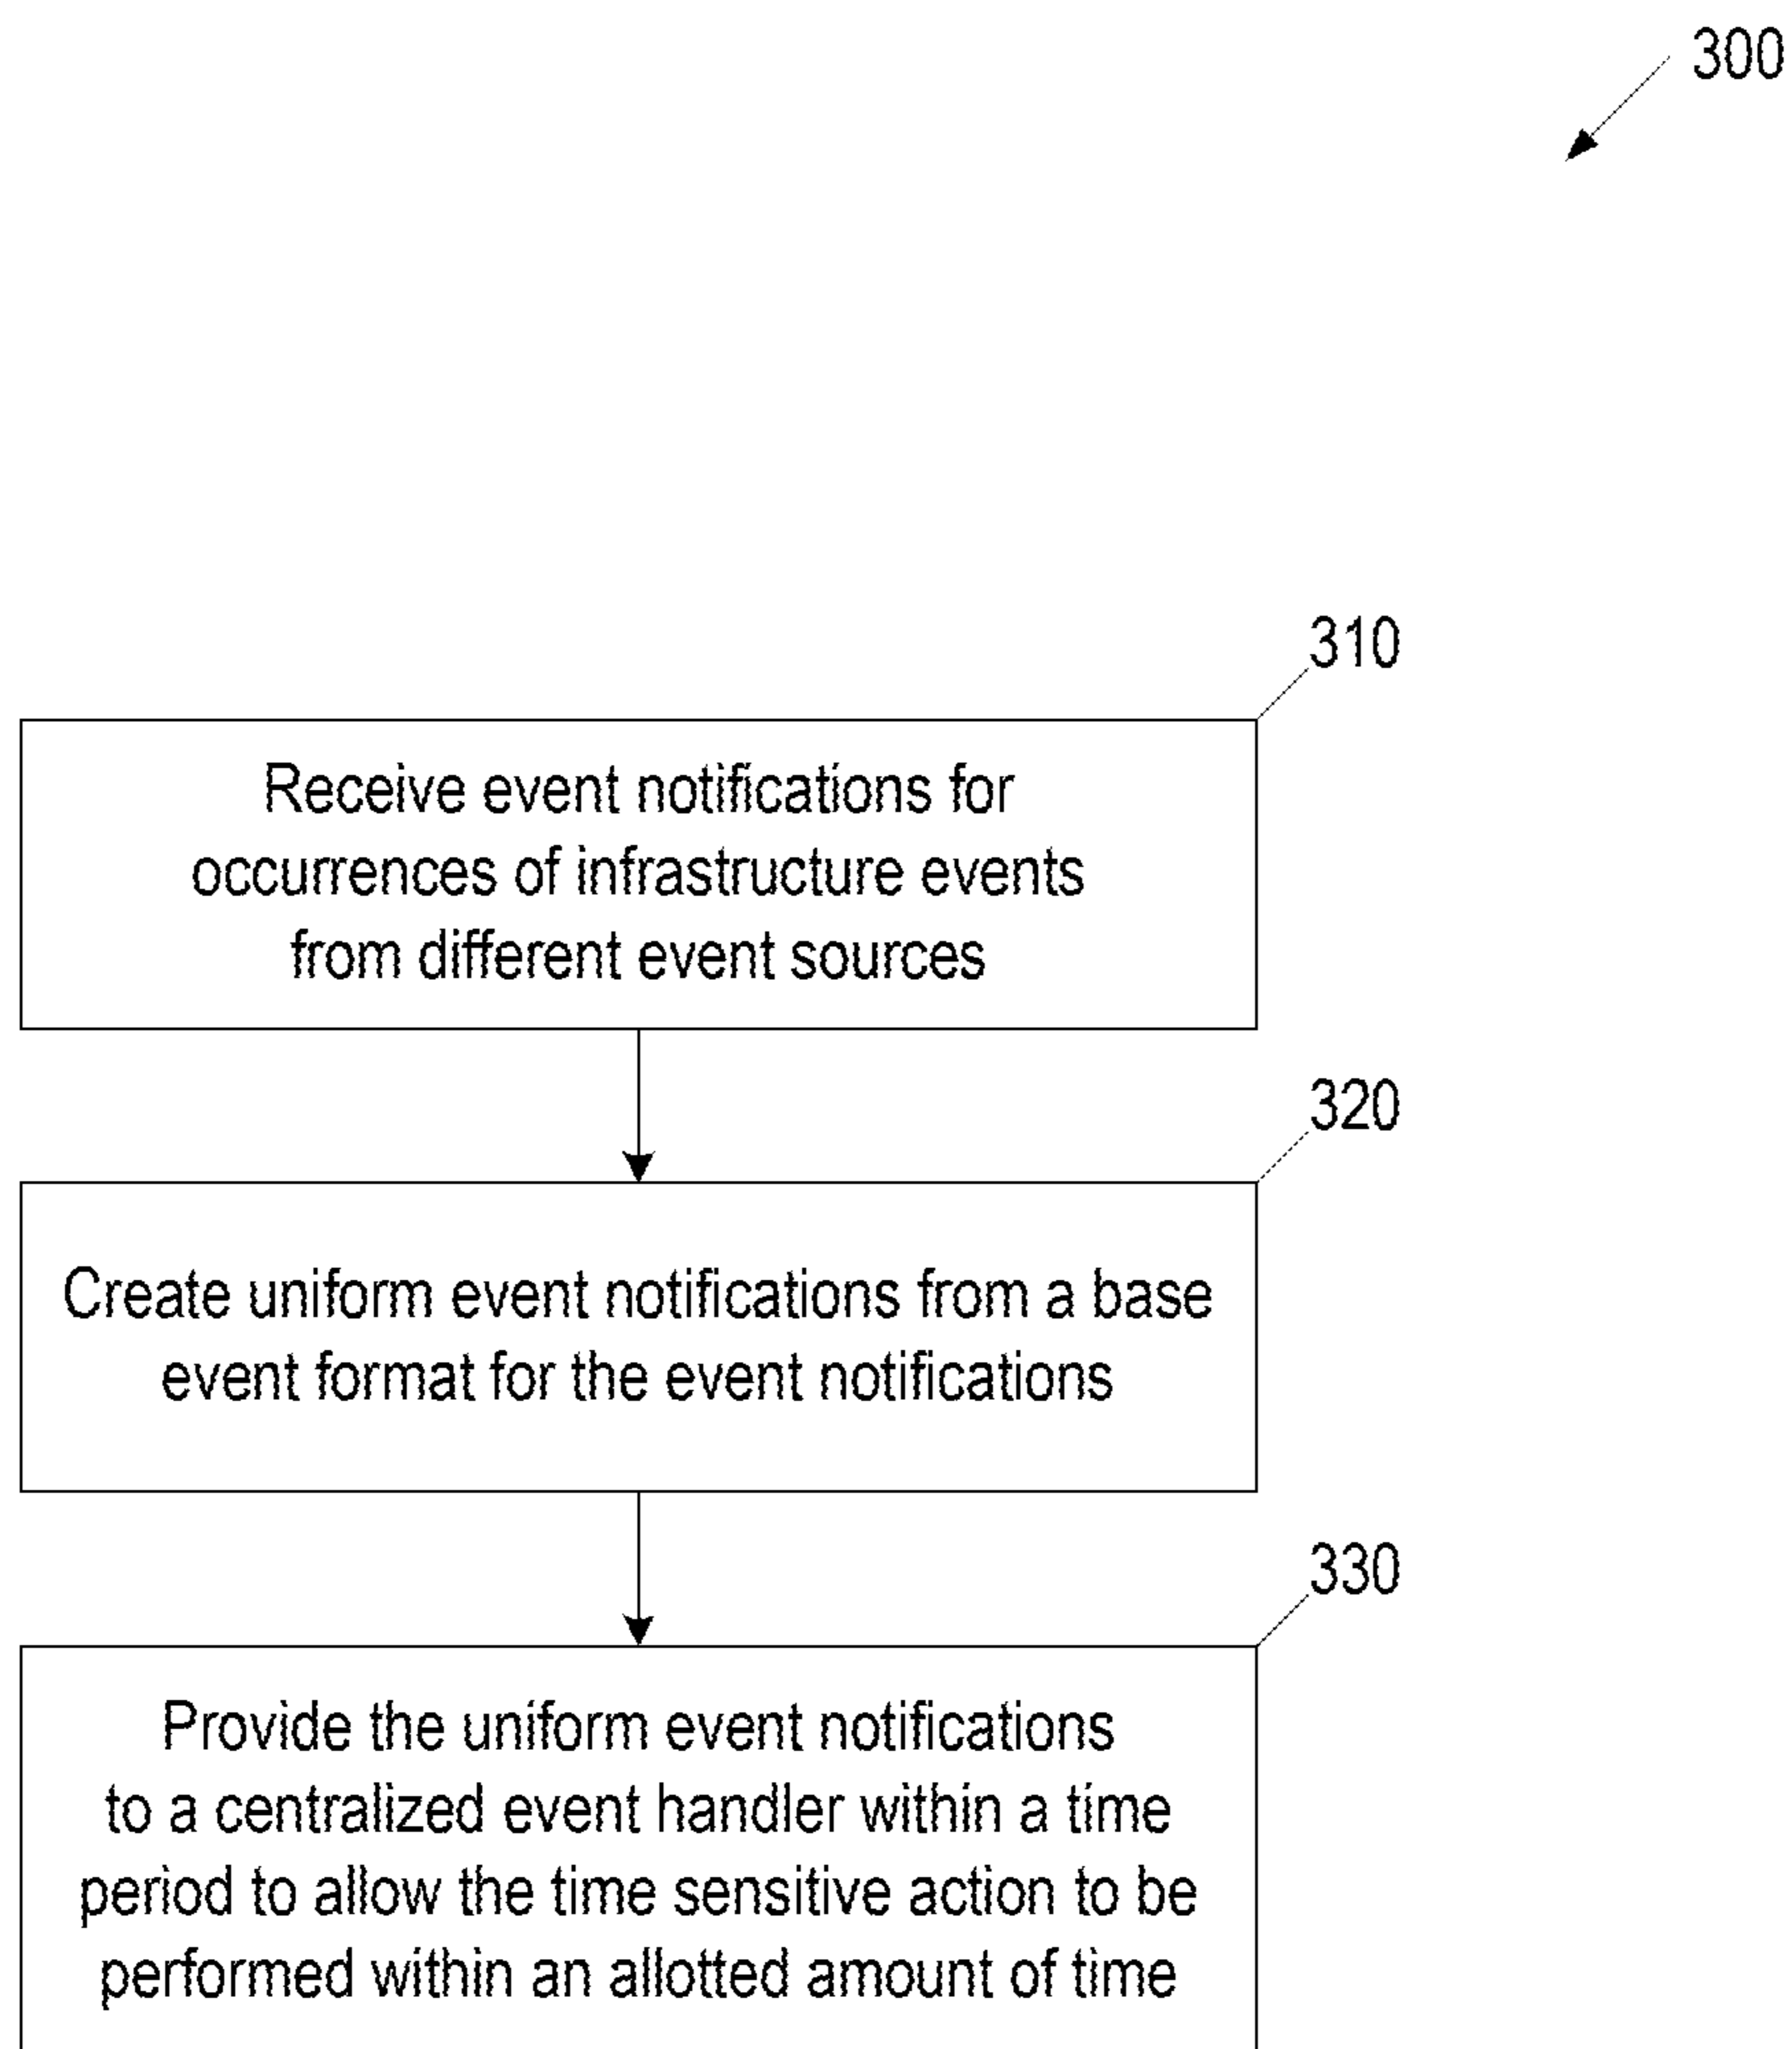 300
310
Receive event notifications for
occurrences of infrastructure events
from different event sources
320
Create uniform event notifications from a base
event format for the event notifications
330
Provide the uniform event notifications
to a centralized event handler within a time
period to allow the time sensitive action to be
performed within an allotted amount of time